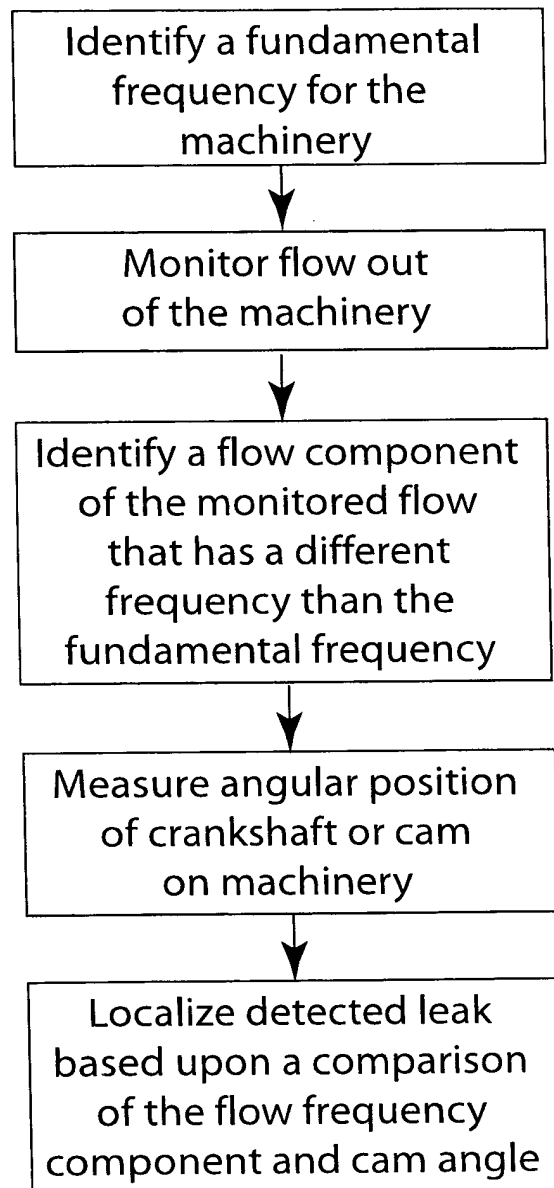 Identify a fundamental
frequency for the
machinery
Monitor flow out
of the machinery
Identify a flow component
of the monitored flow
that has a different
frequency than the
fundamental frequency
Measure angular position
of crankshaft or cam
on machinery
Localize detected leak
based upon a comparison
of the flow frequency
component and cam angle